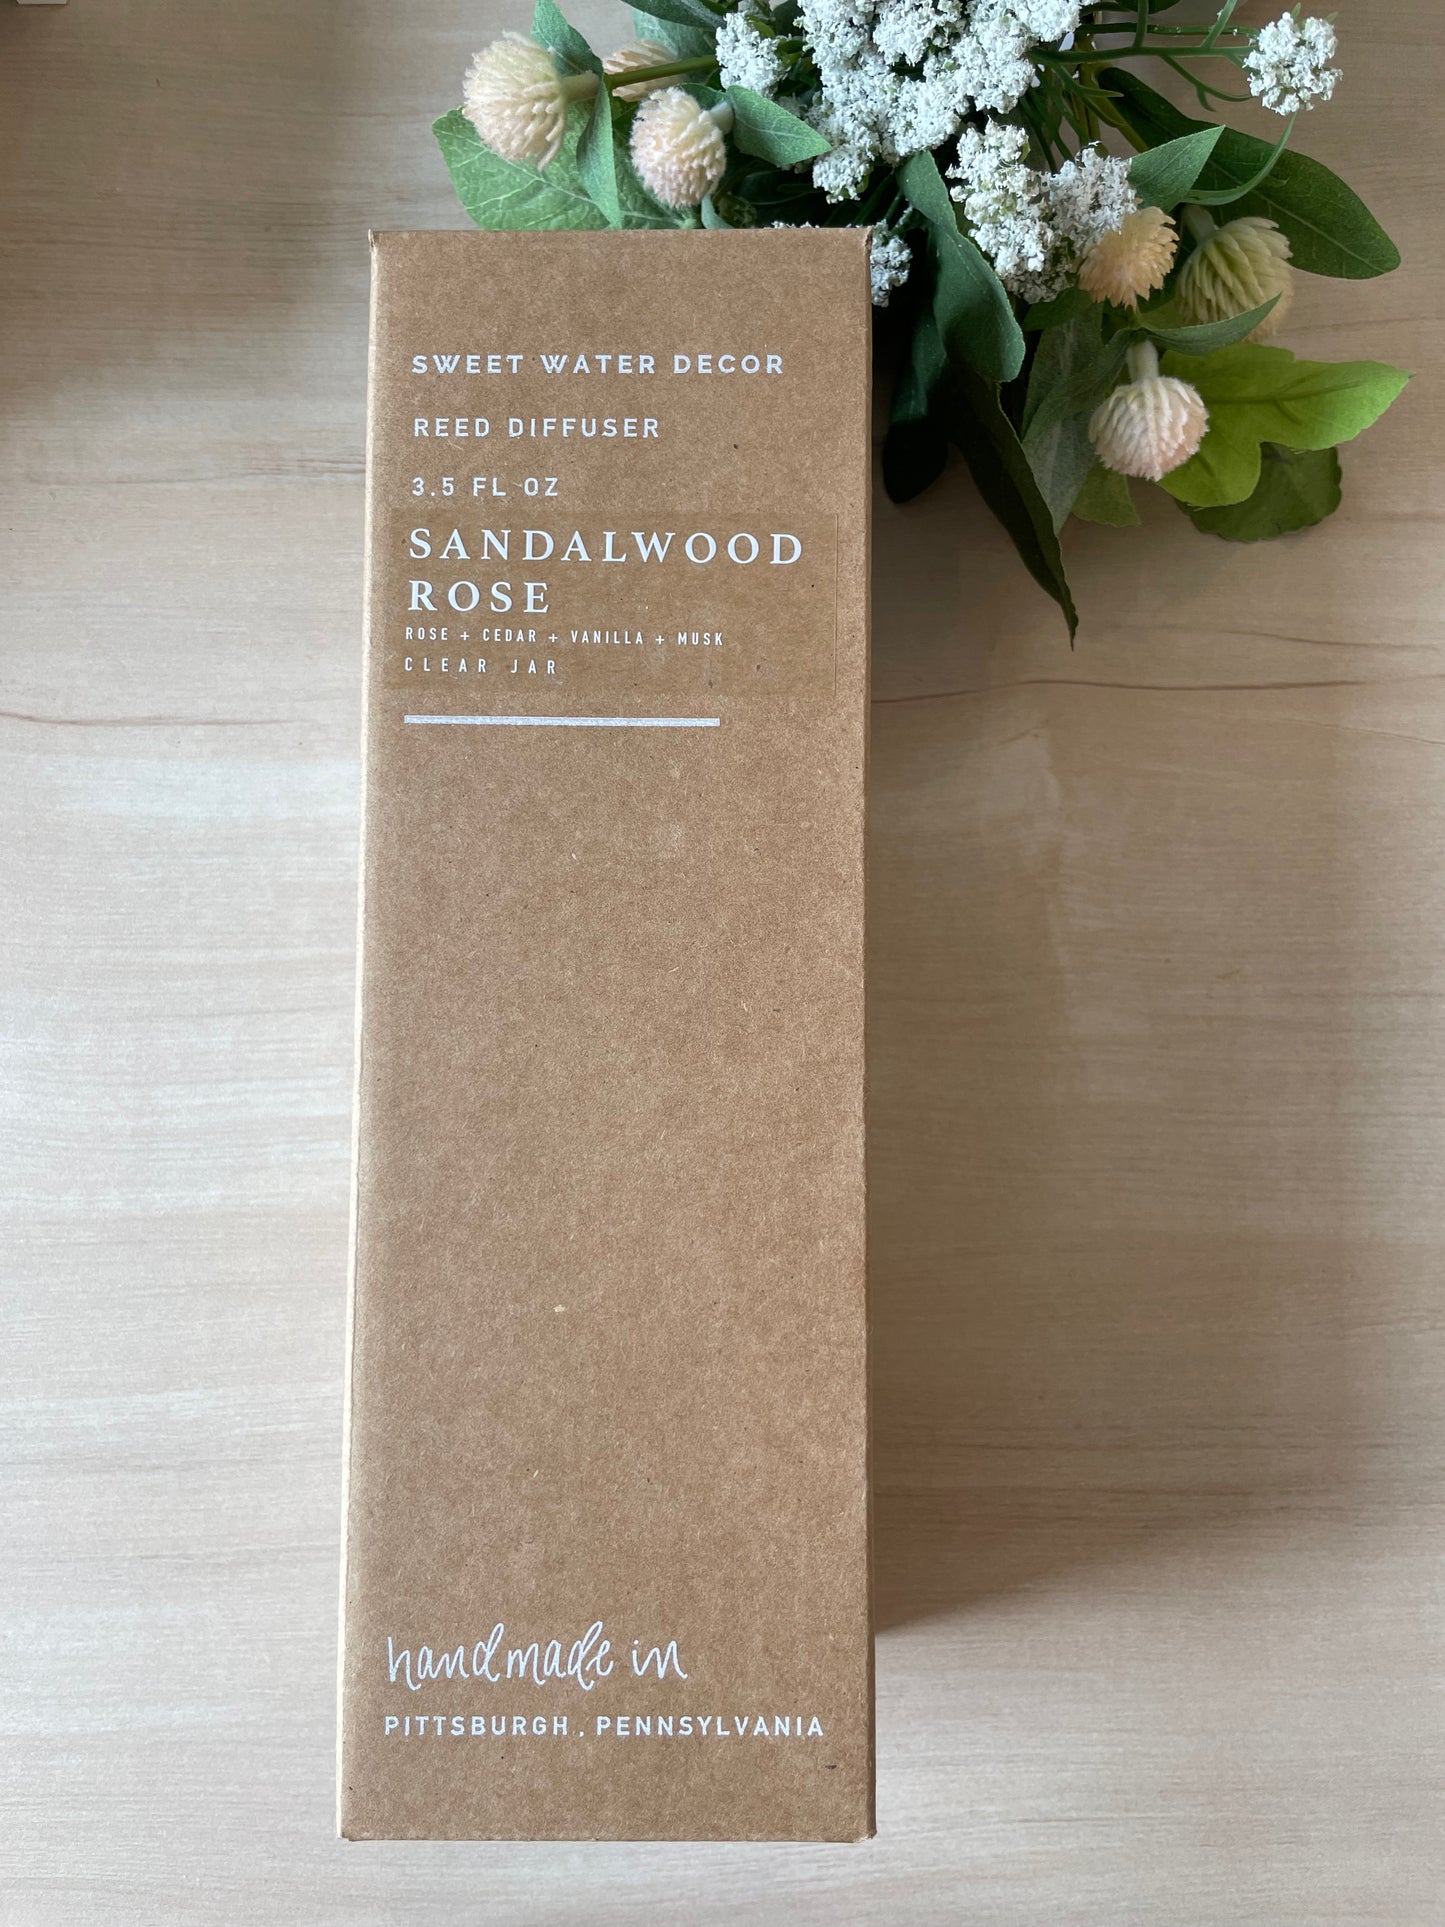 SWEET WATER DECOR
REED DIFFUSER
3.5 FL OZ
SANDALWOOD
ROSE
ROSE + CEDAR + VANILLA + MUSK
CLEAR JAR
handmade in
PITTSBURGH, PENNSYLVANIA